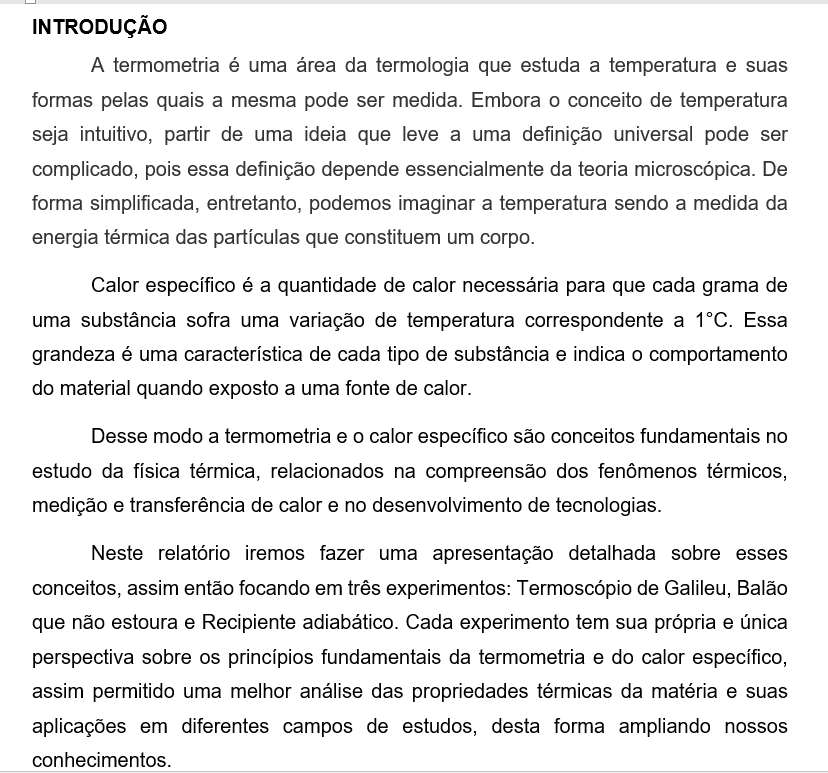 INTRODUÇÃO
A termometria é uma área da termologia que estuda a temperatura e suas
formas pelas quais a mesma pode ser medida. Embora o conceito de temperatura
seja intuitivo, partir de uma ideia que leve a uma definição universal pode ser
complicado, pois essa definição depende essencialmente da teoria microscópica. De
forma simplificada, entretanto, podemos imaginar a temperatura sendo a medida da
energia térmica das partículas que constituem um corpo.
Calor específico é a quantidade de calor necessária para que cada grama de
uma substância sofra uma variação de temperatura correspondente a 1°C. Essa
grandeza é uma característica de cada tipo de substância e indica o comportamento
do material quando exposto a uma fonte de calor.
Desse modo a termometria e o calor específico são conceitos fundamentais no
estudo da física térmica, relacionados na compreensão dos fenômenos térmicos,
medição e transferência de calor e no desenvolvimento de tecnologias.
Neste relatório iremos fazer uma apresentação detalhada sobre esses
conceitos, assim então focando em três experimentos: Termoscópio de Galileu, Balão
que não estoura e Recipiente adiabático. Cada experimento tem sua própria e única
perspectiva sobre os princípios fundamentais da termometria e do calor específico,
assim permitido uma melhor análise das propriedades térmicas da matéria e suas
aplicações em diferentes campos de estudos, desta forma ampliando nossos
conhecimentos.